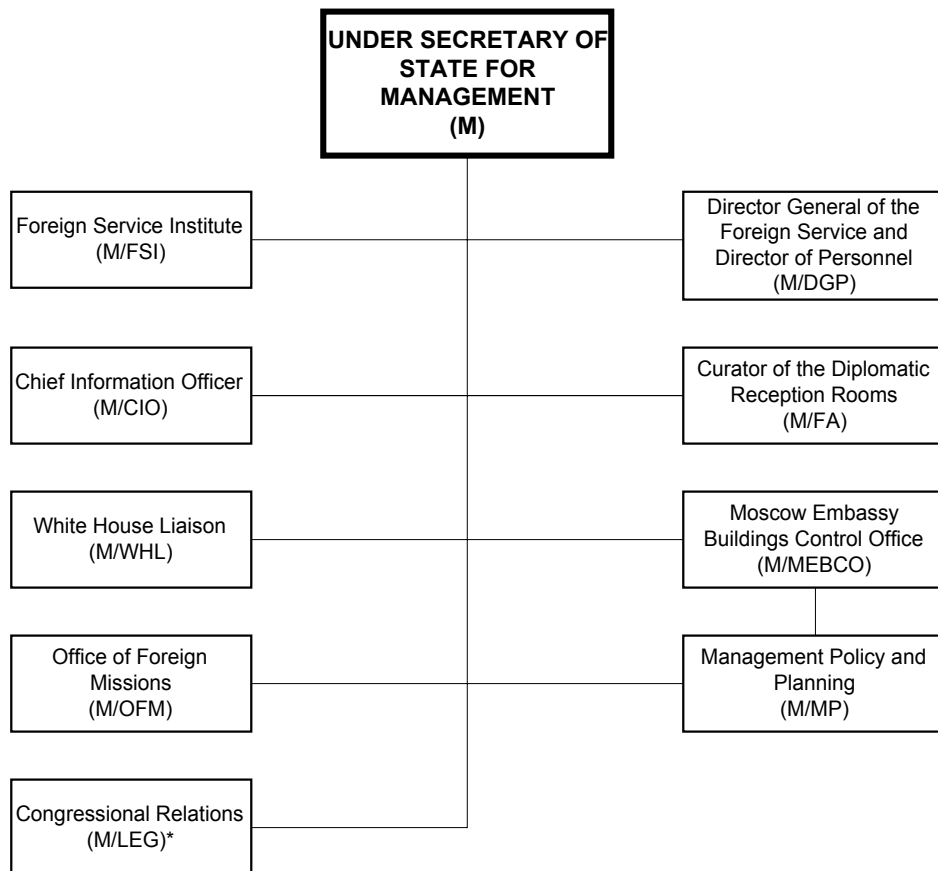 UNDER SECRETARY OF
STATE FOR
MANAGEMENT
(M)
Foreign Service Institute
(M/FSI)
Director General of the
Foreign Service and
Director of Personnel
(M/DGP)
Chief Information Officer
(M/CIO)
Curator of the Diplomatic
Reception Rooms
(M/FA)
White House Liaison
(M/WHL)
Moscow Embassy
Buildings Control Office
(M/MEBCO)
Office of Foreign
Missions
(M/OFM)
Management Policy and
Planning
(M/MP)
Congressional Relations
(M/LEG)*